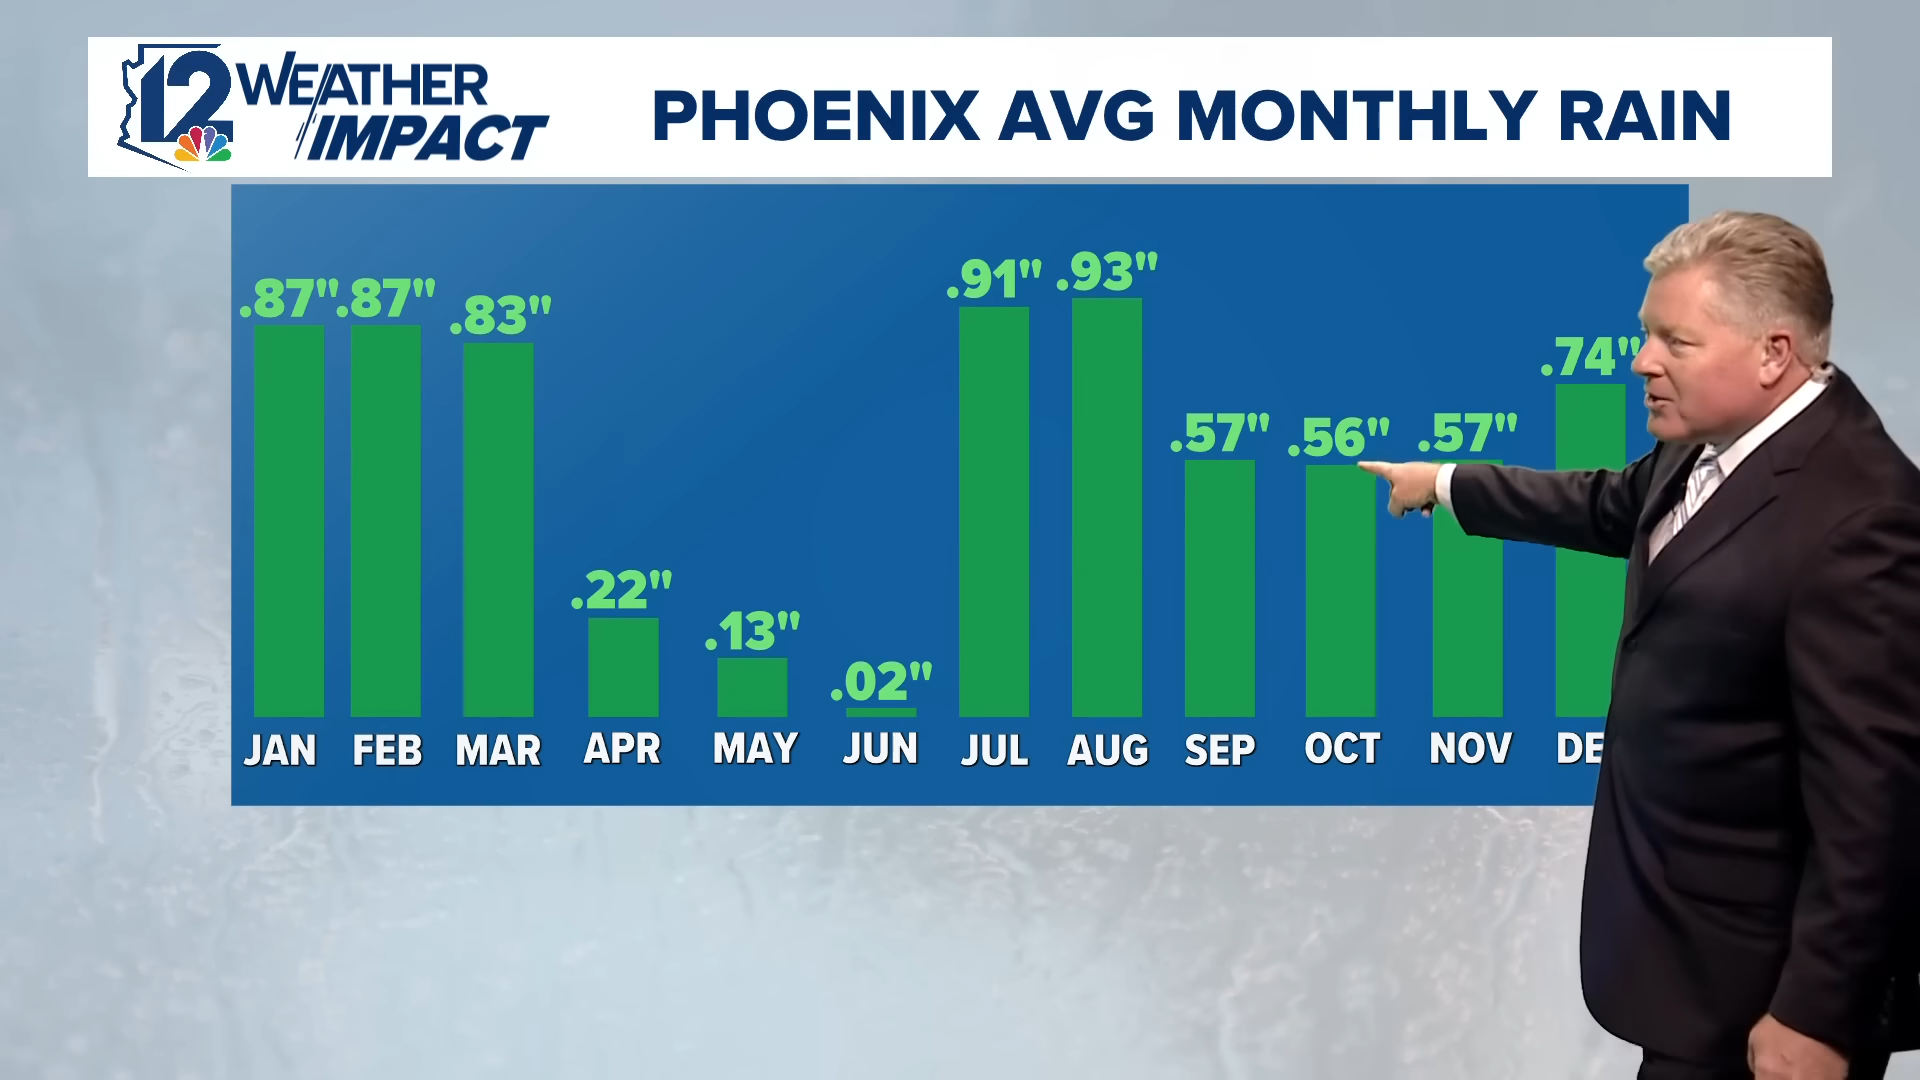 12 WEATHER
IMPACT
PHOENIX AVG MONTHLY RAIN
.87" .87" .83" .22" .13" .02" .91" .93" .57" .56" .57" .74"
JAN FEB MAR APR MAY JUN JUL AUG SEP OCT NOV DE